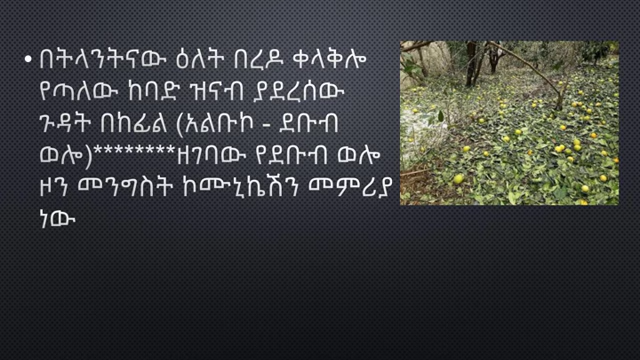 • በትላንትናው ዕለት በረዶ ቀላቅሎ
የጣለው ከባድ ዝናብ ያደረሰው
ጉዳት በከፊል (አልቡኮ - ደቡብ
ወሎ)********ዘገባው የደቡብ ወሎ
ዞን መንግስት ኮሙኒኬሽን መምሪያ
ነው